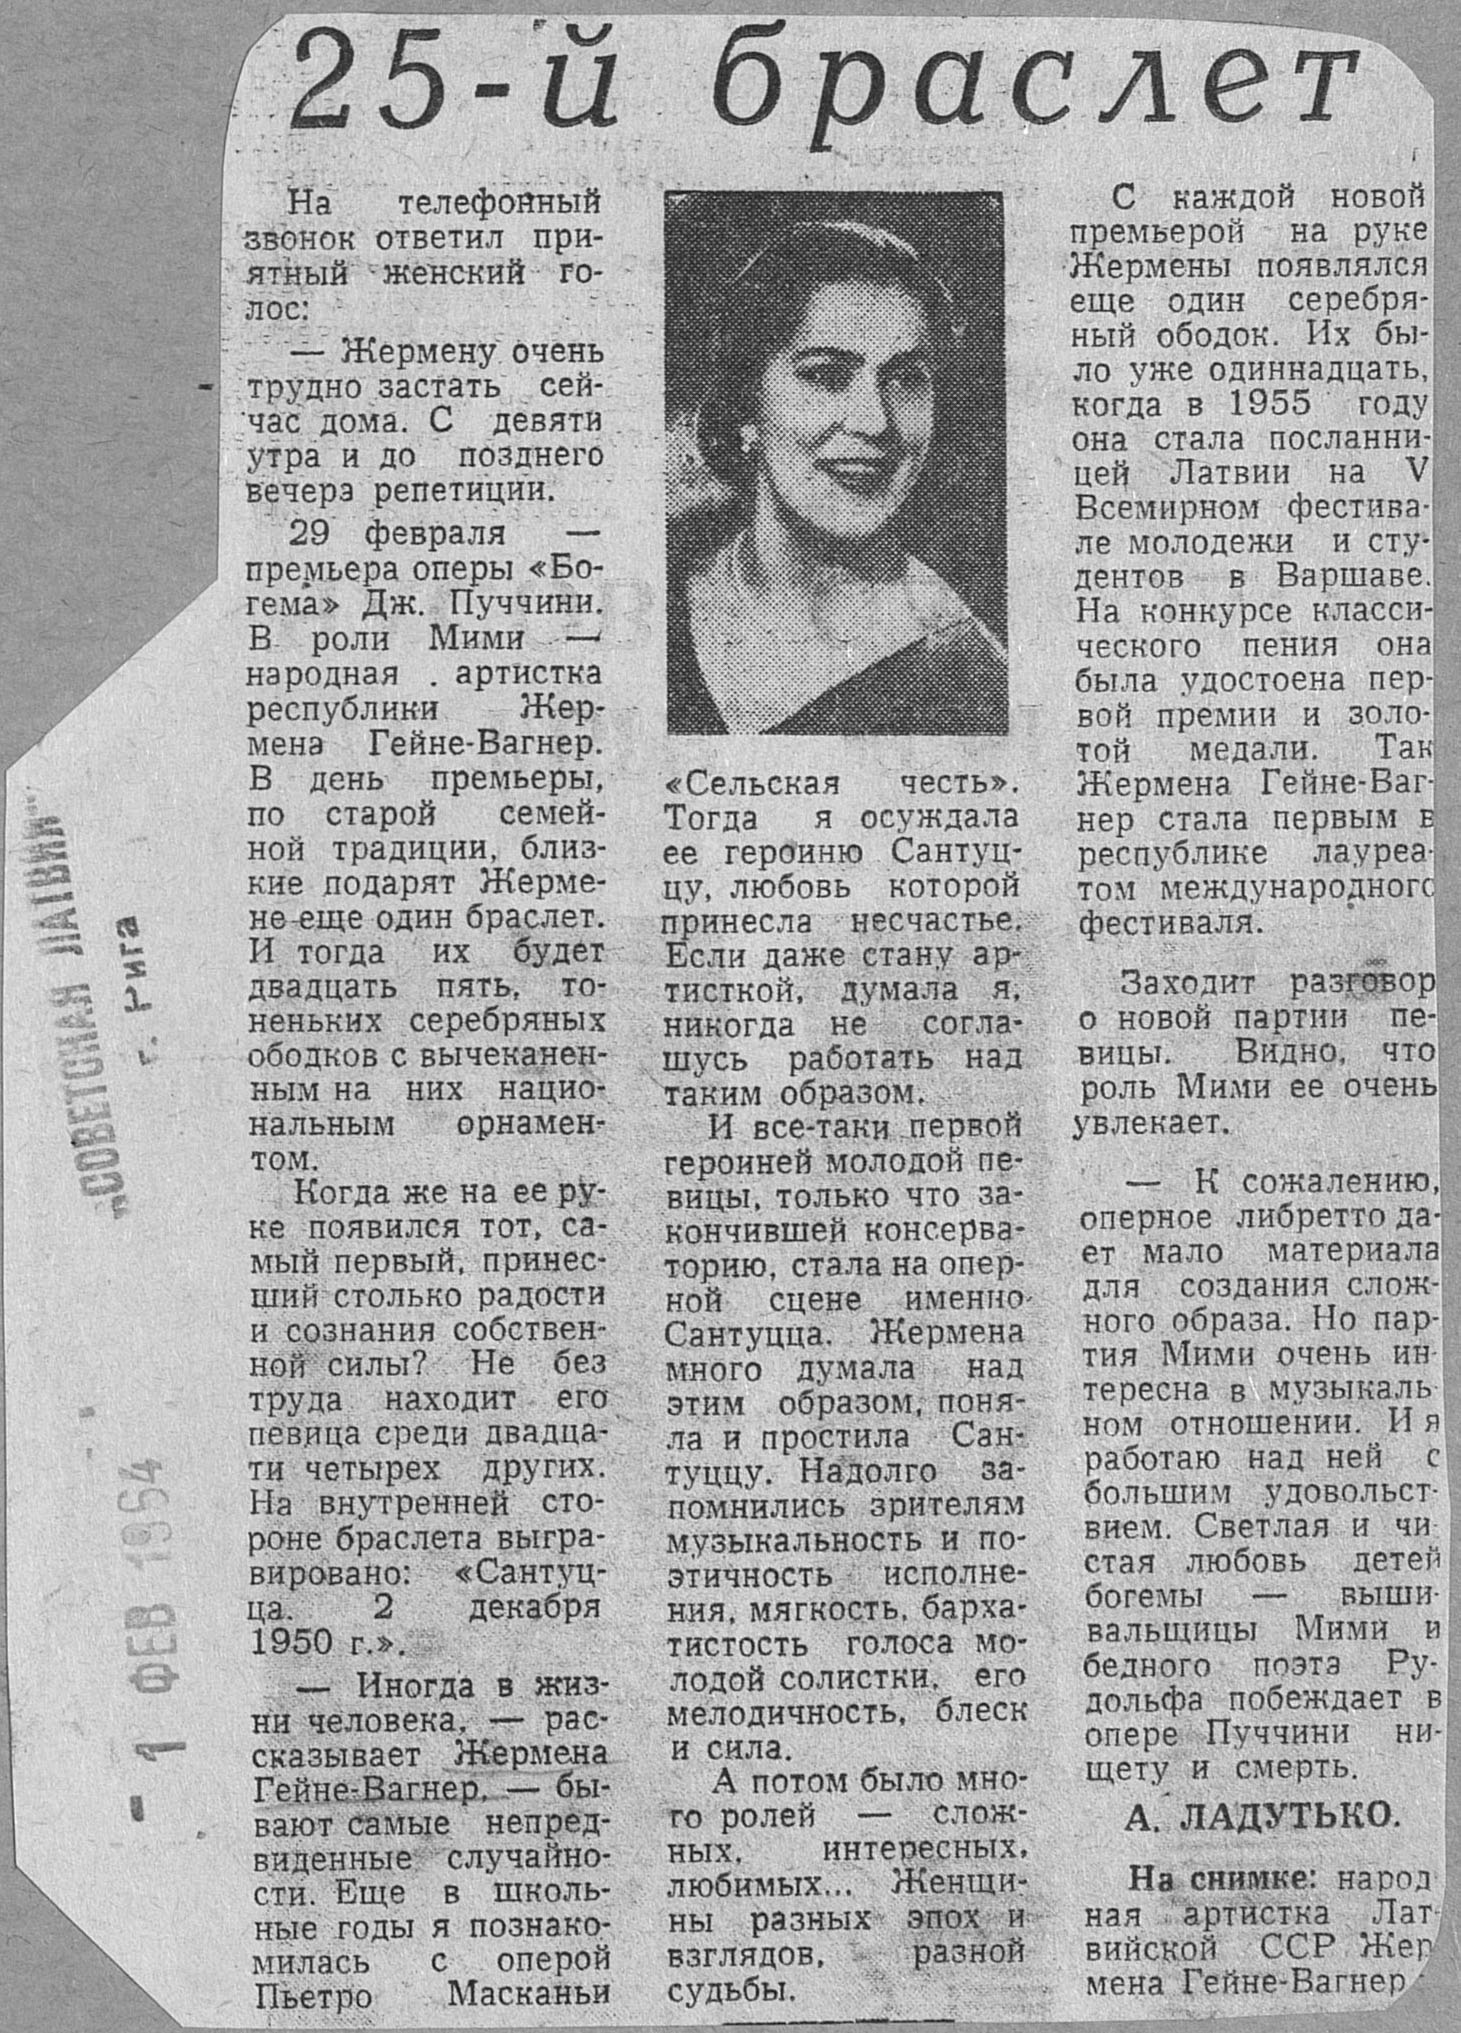 25-й браслет
На телефонный
звонок ответил при-
ятный женский го-
лос:
— Жермену очень
трудно застать сей-
час дома. С девяти
утра и до позднего
вечера репетиции.
29 февраля —
премьера оперы «Бо-
гема» Дж. Пуччини.
В роли Мими —
народная артистка
республики Жер-
мена Гейне-Вагнер.
В день премьеры,
по старой семей-
ной традиции, близ-
кие подарят Жерме-
не еще один браслет.
И тогда их будет
двадцать пять, то-
неньких серебряных
ободков с вычеканен-
ным на них нацио-
нальным орнамен-
том.
Когда же на ее ру-
ке появился тот, са-
мый первый, принес-
ший столько радости
и сознания собствен-
ной силы? Не без
труда находит его
певица среди двадца-
ти четырех других.
На внутренней сто-
роне браслета выгра-
вировано: «Сантуц-
ца. 2 декабря
1950 г.».
— Иногда в жиз-
ни человека, — рас-
сказывает Жермена
Гейне-Вагнер, — бы-
вают самые непред-
виденные случайно-
сти. Еще в школь-
ные годы я познако-
милась с оперой
Пьетро Масканьи
«Сельская честь».
Тогда я осуждала
ее героиню Сантуц-
цу, любовь которой
принесла несчастье.
Если даже стану ар-
тисткой, думала я,
никогда не согла-
шусь работать над
таким образом.
И все-таки первой
героиней молодой пе-
вицы, только что за-
кончившей консерва-
торию, стала на опер-
ной сцене именно
Сантуцца. Жермена
много думала над
этим образом, поня-
ла и простила Сан-
туццу. Надолго за-
помнились зрителям
музыкальность и по-
этичность исполне-
ния, мягкость, барха-
тистость голоса мо-
лодой солистки, его
мелодичность, блеск
и сила.
А потом было мно-
го ролей — слож-
ных, интересных,
любимых... Женщи-
ны разных эпох и
взглядов, разной
судьбы.
С каждой новой
премьерой на руке
Жермены появлялся
еще один серебря-
ный ободок. Их бы-
ло уже одиннадцать,
когда в 1955 году
она стала посланни-
цей Латвии на V
Всемирном фестива-
ле молодежи и сту-
дентов в Варшаве.
На конкурсе класси-
ческого пения она
была удостоена пер-
вой премии и золо-
той медали. Так
Жермена Гейне-Ваг-
нер стала первым в
республике лауреа-
том международного
фестиваля.
Заходит разговор
о новой партии пе-
вицы. Видно, что
роль Мими ее очень
увлекает.
— К сожалению,
оперное либретто да-
ет мало материала
для создания слож-
ного образа. Но пар-
тия Мими очень ин-
тересна в музыкаль-
ном отношении. И я
работаю над ней с
большим удовольст-
вием. Светлая и чи-
стая любовь детей
богемы — выши-
вальщицы Мими и
бедного поэта Ру-
дольфа побеждает в
опере Пуччини ни-
щету и смерть.
А. ЛАДУТЬКО.
На снимке: народ-
ная артистка Лат-
вийской ССР Жер-
мена Гейне-Вагнер.
„СОВЕТСКАЯ ЛАТВИЯ"
г. Рига
- 1 ФЕВ 1964